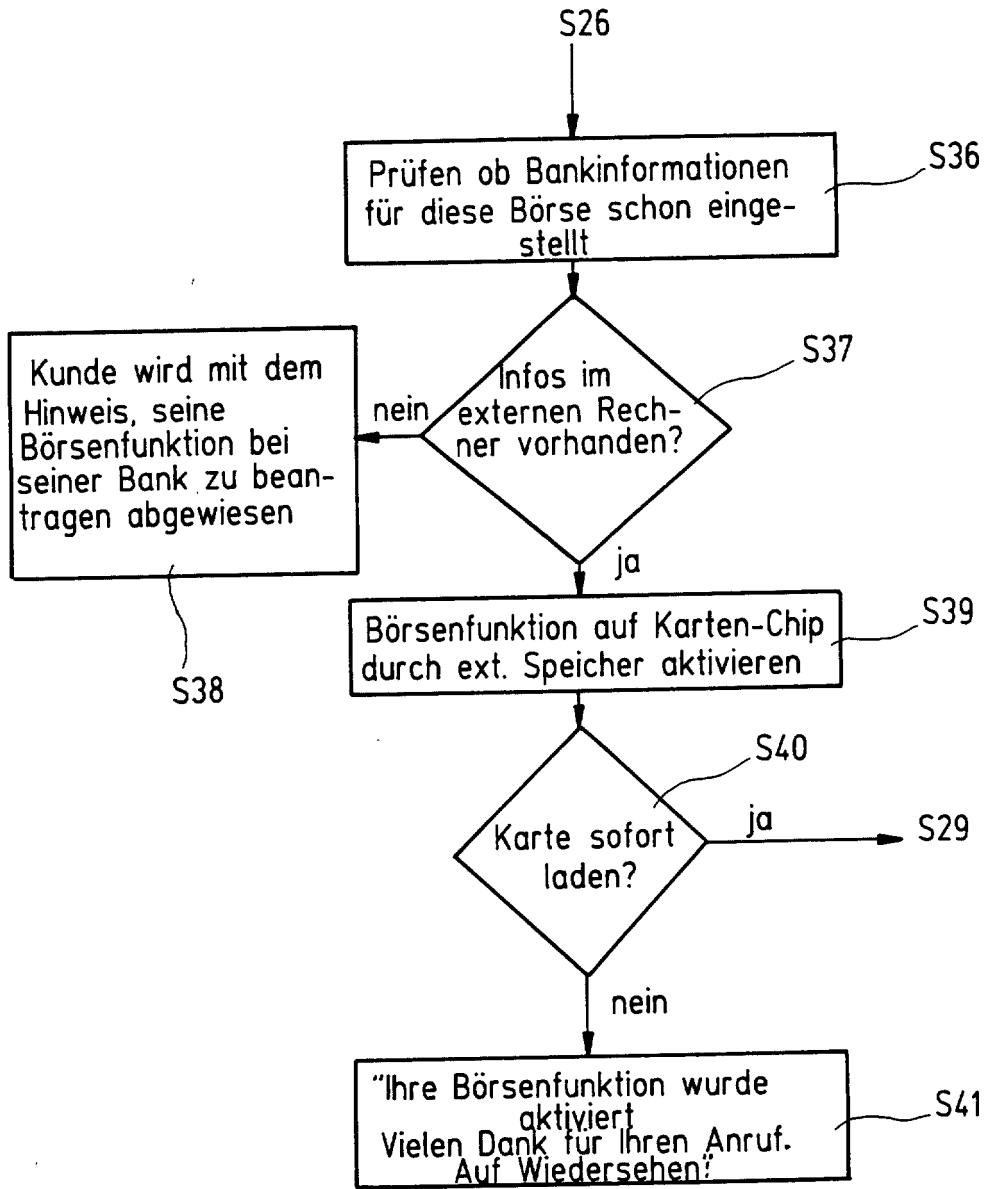 S26
Prüfen ob Bankinformationen
für diese Börse schon einge-
stellt
S36
Infos im
externen Rech-
ner vorhanden?
S37
nein
Kunde wird mit dem
Hinweis, seine
Börsenfunktion bei
seiner Bank zu bean-
tragen abgewiesen
S38
ja
Börsenfunktion auf Karten-Chip
durch ext. Speicher aktivieren
S39
Karte sofort
laden?
S40
ja
S29
nein
"Ihre Börsenfunktion wurde
aktiviert
Vielen Dank für Ihren Anruf.
Auf Wiedersehen"
S41